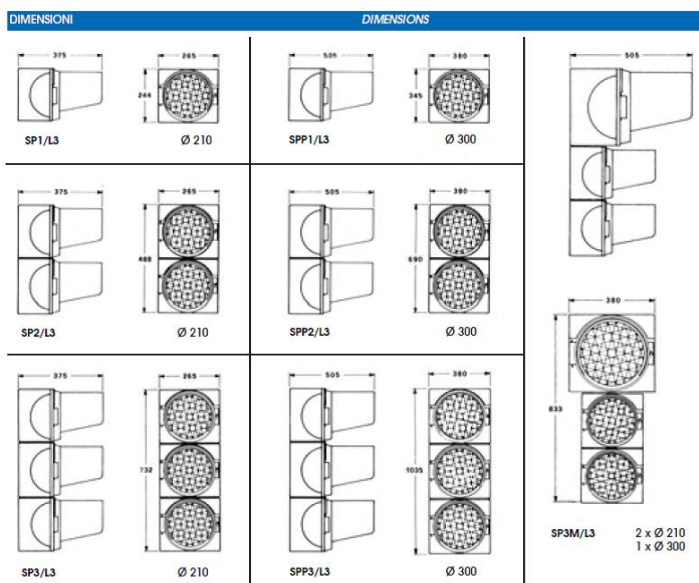 DIMENSIONI DIMENSIONS
375 265
244
SP1/L3 Ø 210
505 380
345
SPP1/L3 Ø 300
505
375 265
488
SP2/L3 Ø 210
505 380
690
SPP2/L3 Ø 300
380
833
SP3M/L3 2 x Ø 210
1 x Ø 300
375 265
732
SP3/L3 Ø 210
505 380
1035
SPP3/L3 Ø 300